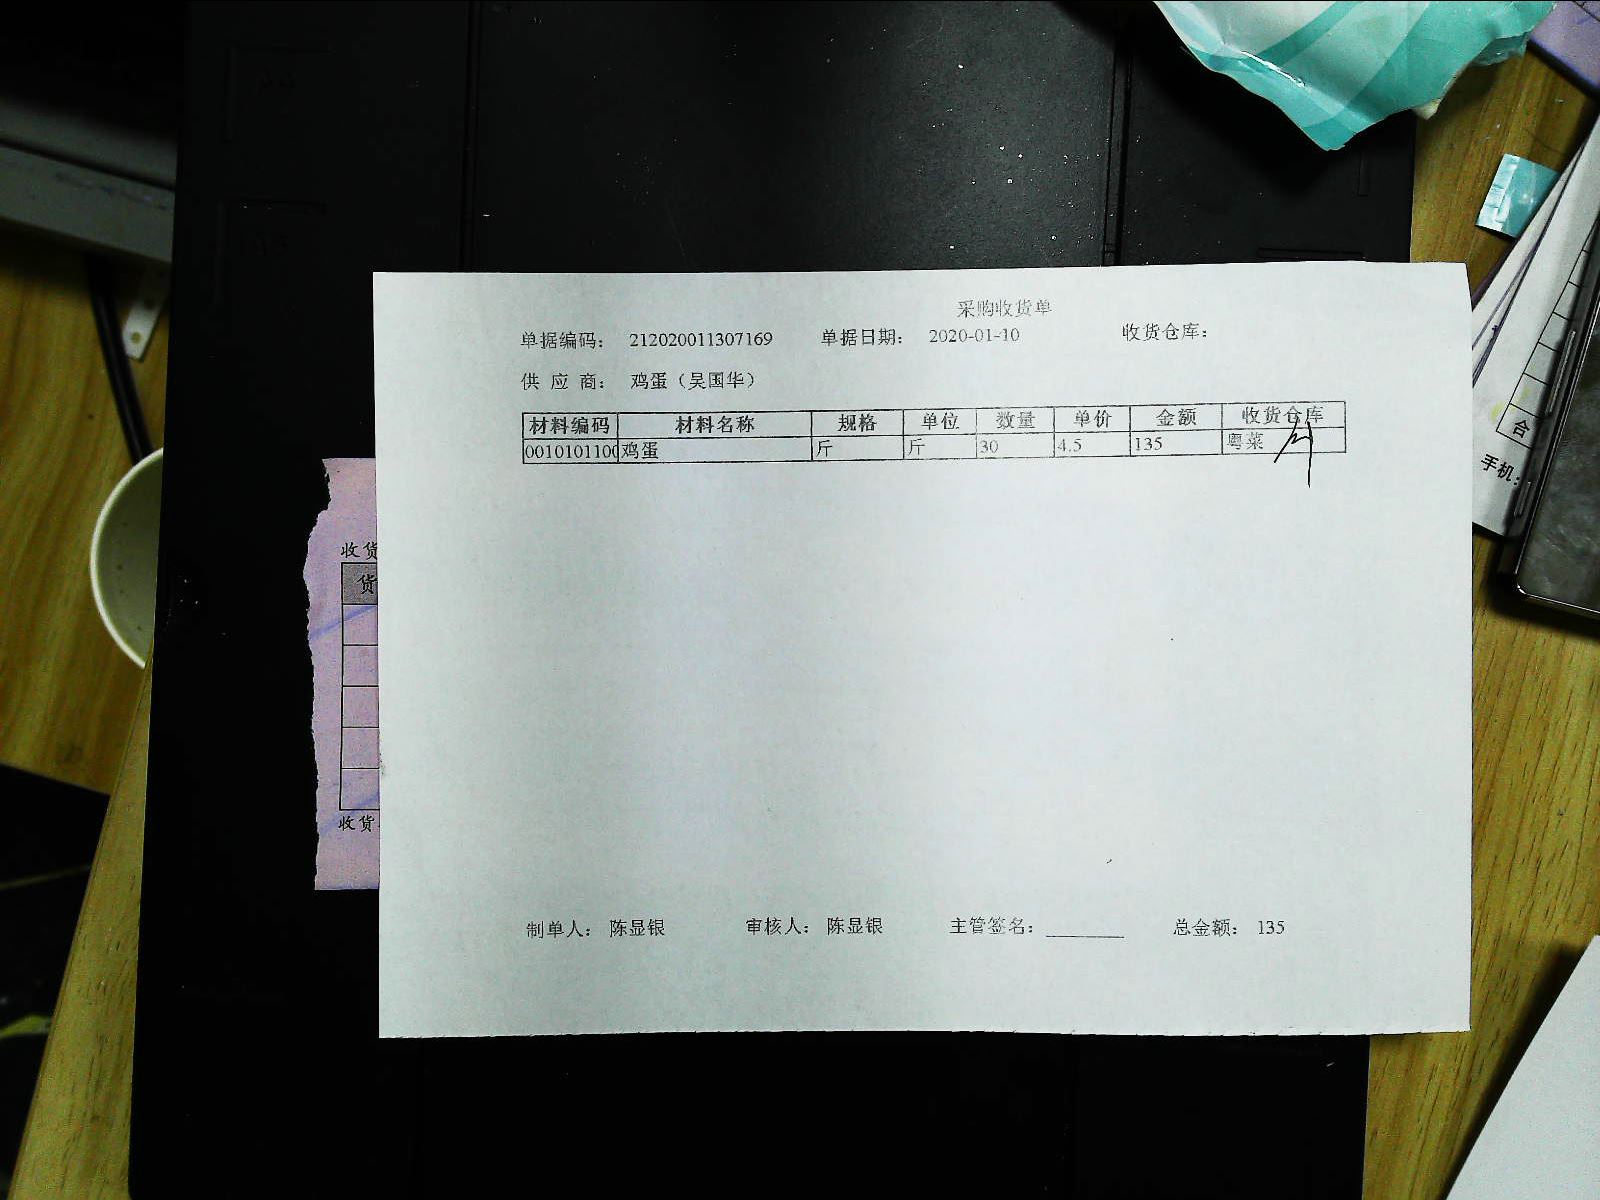 采购收货单
单据编码： 212020011307169 单据日期： 2020-01-10 收货仓库：
供 应 商： 鸡蛋（吴国华）
材料编码 材料名称 规格 单位 数量 单价 金额 收货仓库
0010101100 鸡蛋 斤 斤 30 4.5 135 粤菜
制单人： 陈显银 审核人： 陈显银 主管签名： 总金额： 135
收货
货
收货
合
手机：